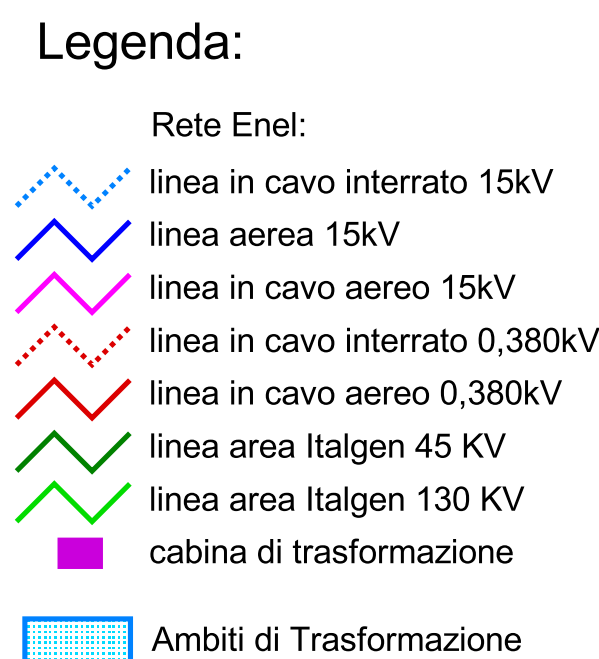 Legenda:
Rete Enel:
linea in cavo interrato 15kV
linea aerea 15kV
linea in cavo aereo 15kV
linea in cavo interrato 0,380kV
linea in cavo aereo 0,380kV
linea area Italgen 45 KV
linea area Italgen 130 KV
cabina di trasformazione
Ambiti di Trasformazione